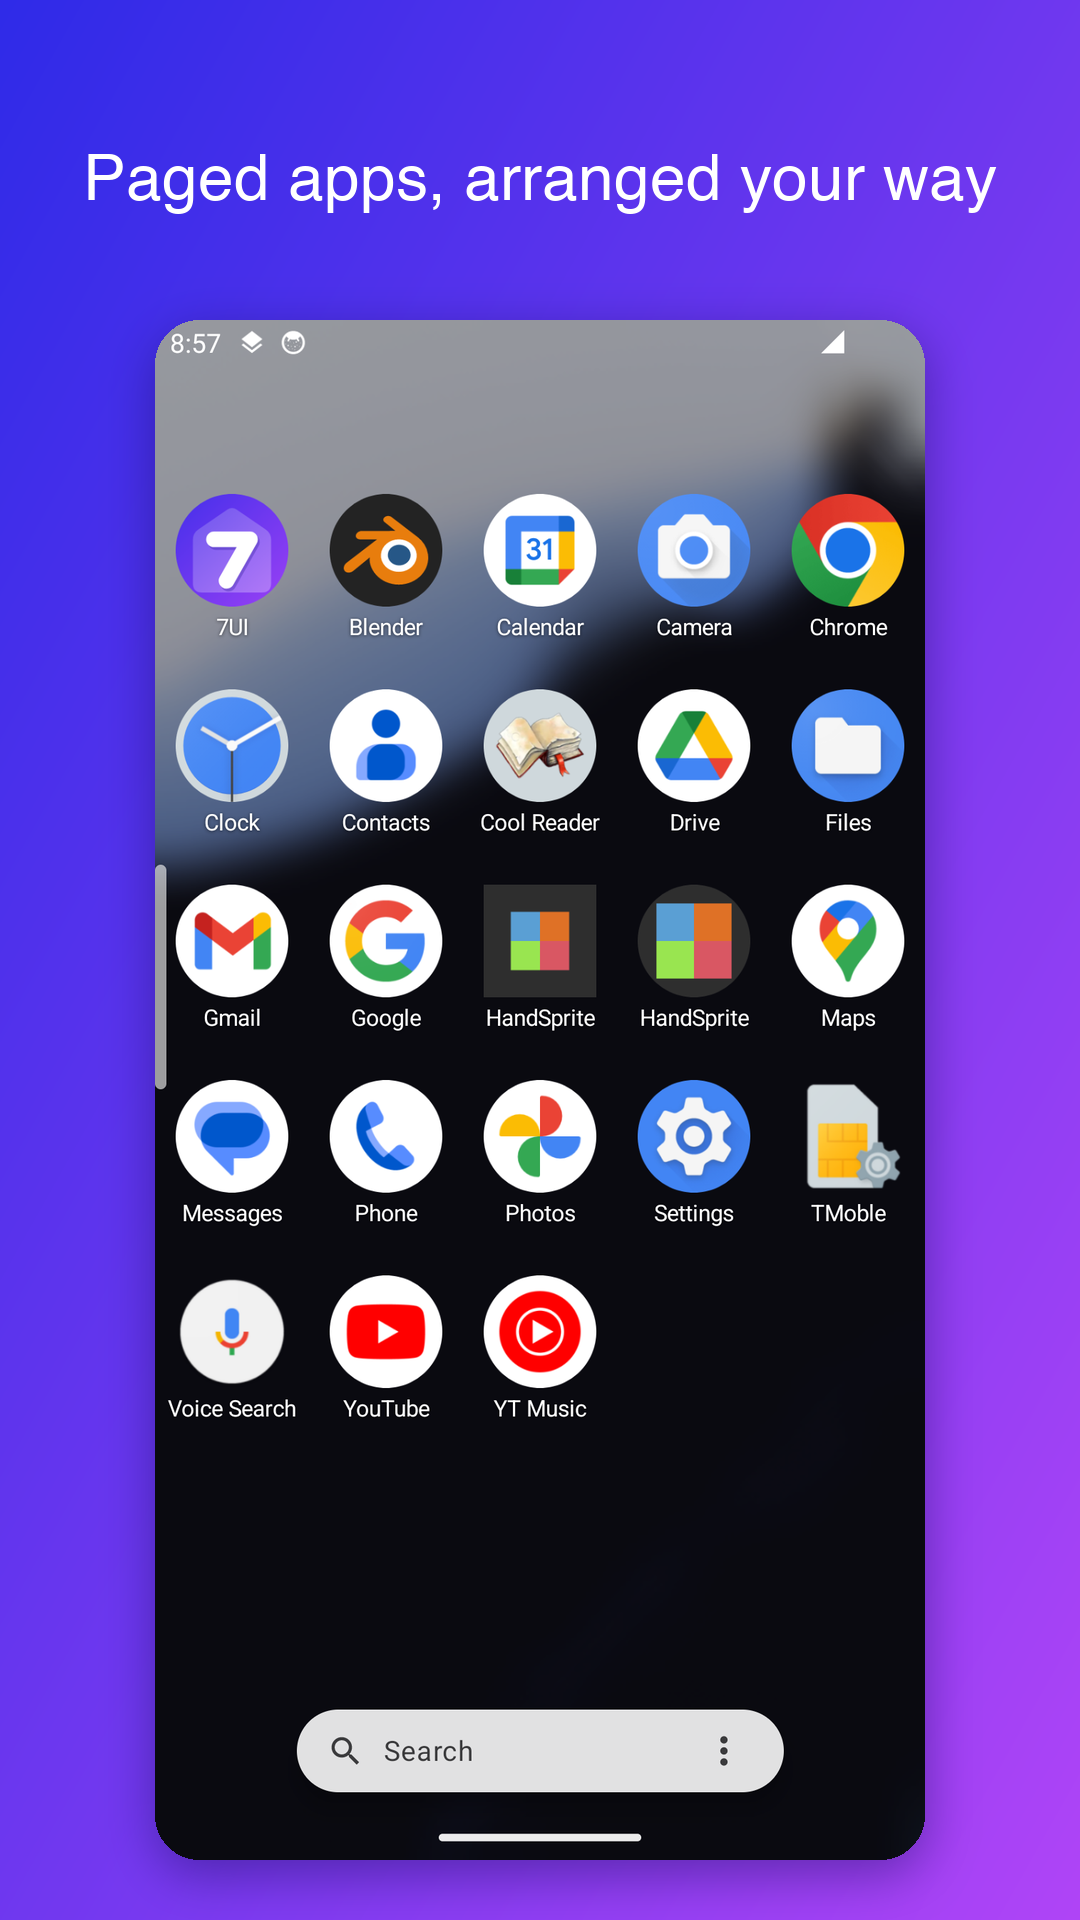 Paged apps, arranged your way
8:57
7
31
7UI Blender Calendar Camera Chrome
Clock Contacts Cool Reader Drive Files
Gmail Google HandSprite HandSprite Maps
Messages Phone Photos Settings TMoble
Voice Search YouTube YT Music
Search